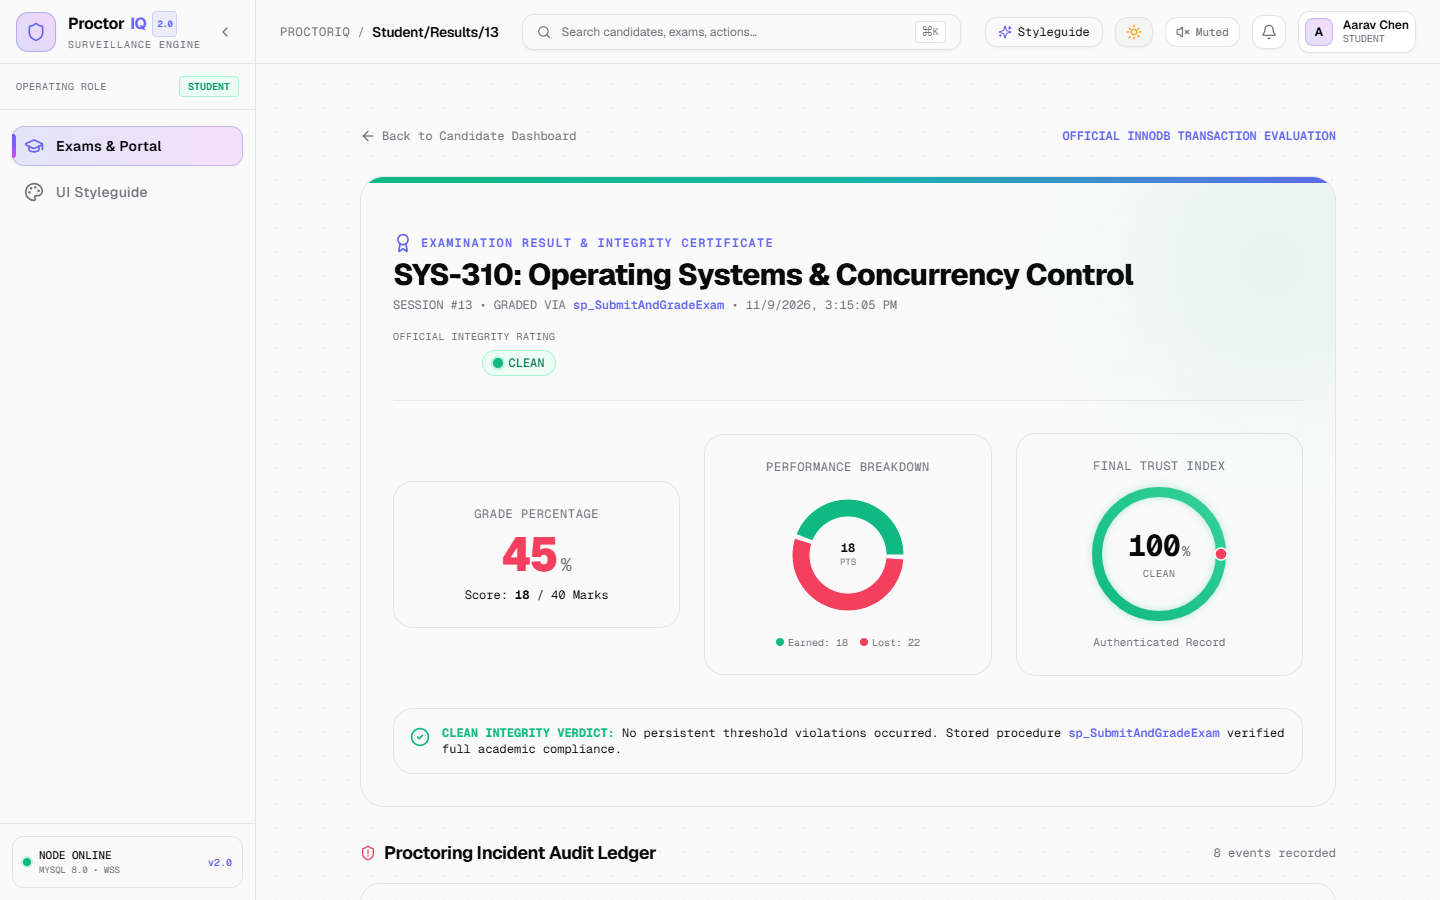 Proctor IQ 2.0
SURVEILLANCE ENGINE
OPERATING ROLE
STUDENT
Exams & Portal
UI Styleguide
NODE ONLINE
MYSQL 8.0 • WSS
v2.0
PROCTORIQ / Student/Results/13
Search candidates, exams, actions...
⌘K
Styleguide
Muted
A
Aarav Chen
STUDENT
Back to Candidate Dashboard
OFFICIAL INNODB TRANSACTION EVALUATION
EXAMINATION RESULT & INTEGRITY CERTIFICATE
SYS-310: Operating Systems & Concurrency Control
SESSION #13 • GRADED VIA sp_SubmitAndGradeExam • 11/9/2026, 3:15:05 PM
OFFICIAL INTEGRITY RATING
CLEAN
GRADE PERCENTAGE
45%
Score: 18 / 40 Marks
PERFORMANCE BREAKDOWN
18
PTS
Earned: 18 Lost: 22
FINAL TRUST INDEX
100%
CLEAN
Authenticated Record
CLEAN INTEGRITY VERDICT: No persistent threshold violations occurred. Stored procedure sp_SubmitAndGradeExam verified
full academic compliance.
Proctoring Incident Audit Ledger
8 events recorded